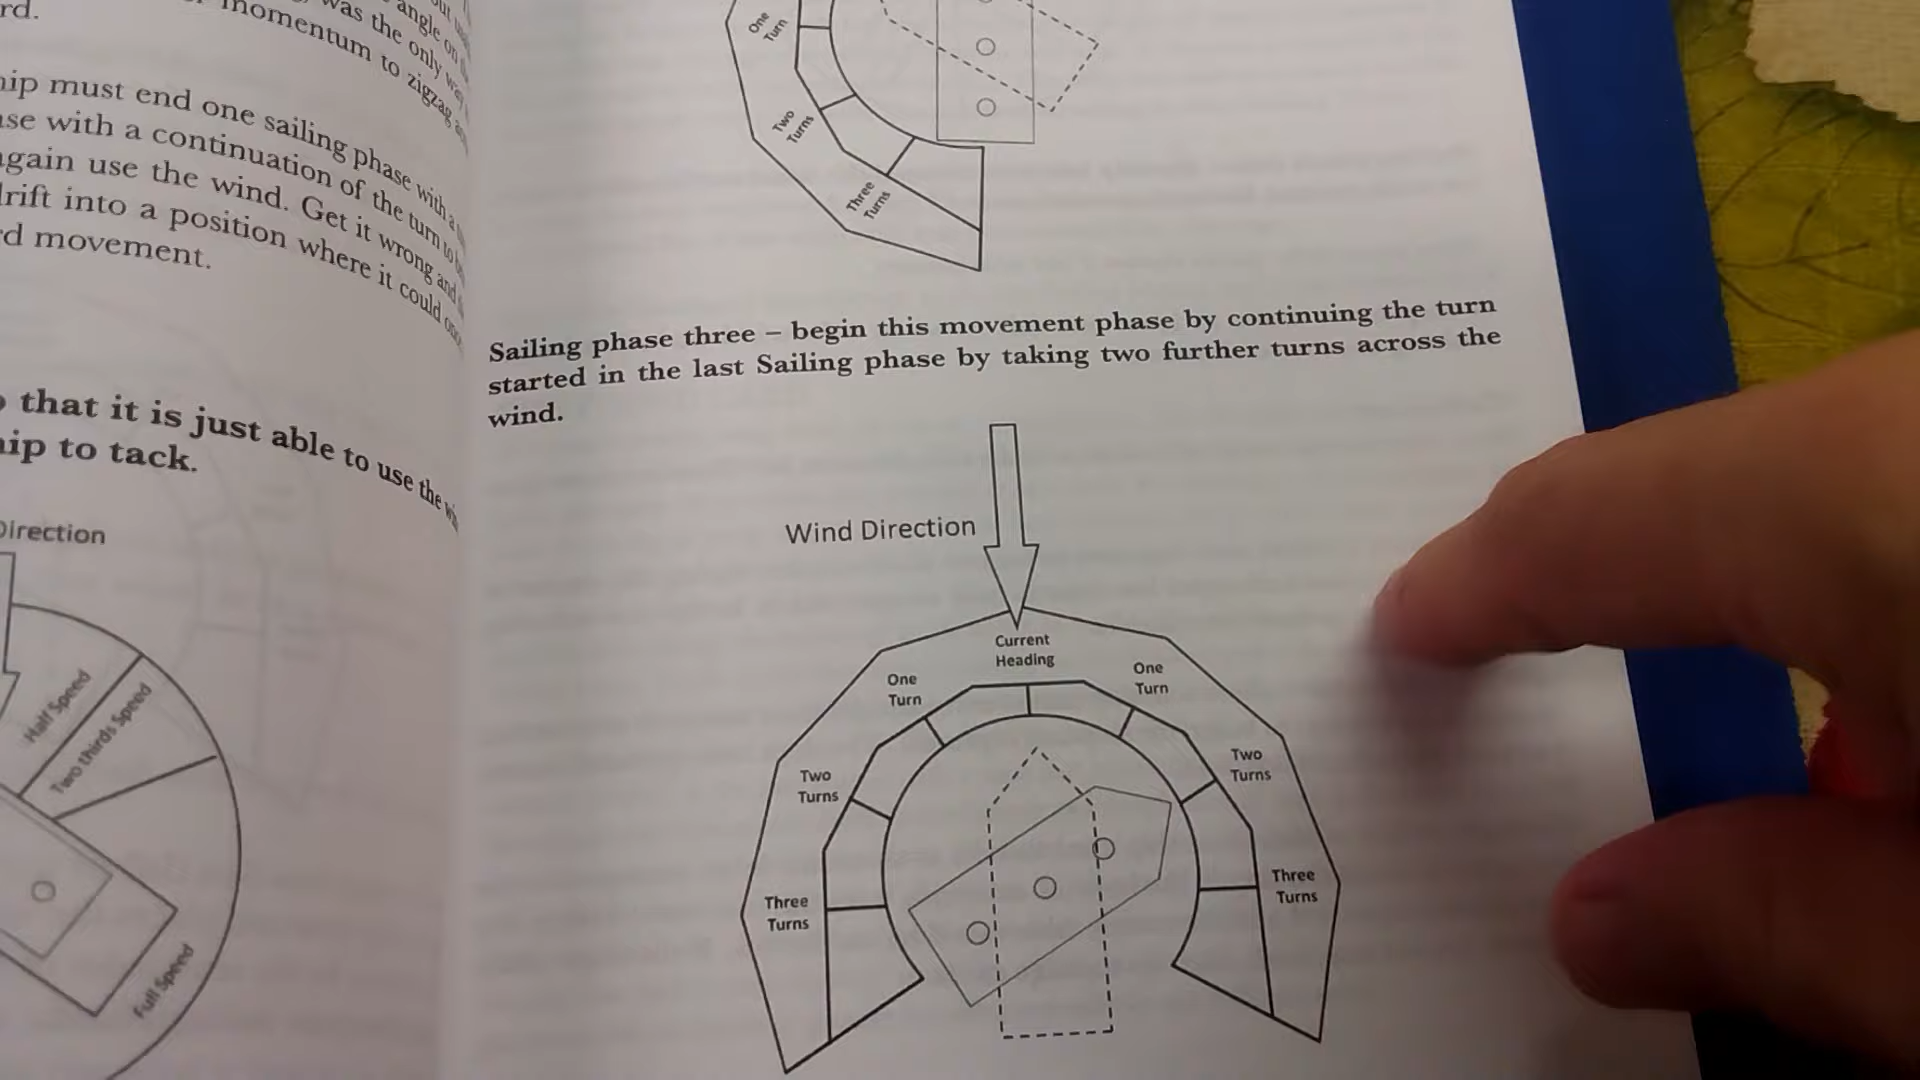 rd.
momentum to zigzag
was the only way
angle on
ip must end one sailing phase with a
se with a continuation of the turn to
gain use the wind. Get it wrong and
rift into a position where it could
d movement.
that it is just able to use the
ip to tack.
Direction
Half Speed
Two thirds Speed
Full Speed
One
Turn
Two
Turns
Three
Turns
Sailing phase three – begin this movement phase by continuing the turn
started in the last Sailing phase by taking two further turns across the
wind.
Wind Direction
Current
Heading
One
Turn
One
Turn
Two
Turns
Two
Turns
Three
Turns
Three
Turns